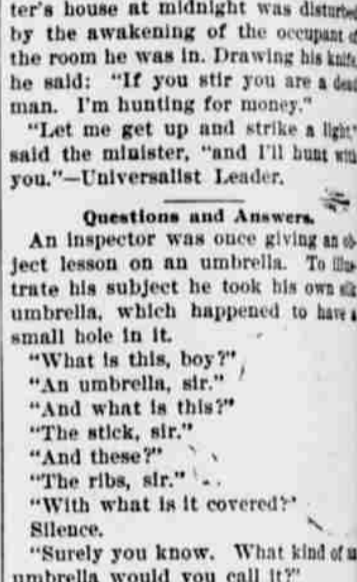 ter's house at midnight was disturbed
by the awakening of the occupant of
the room he was in. Drawing his knife,
he said: "If you stir you are a dead
man. I'm hunting for money."
"Let me get up and strike a light,"
said the minister, "and I'll hunt with
you."—Universalist Leader.
Questions and Answers.
An inspector was once giving an ob-
ject lesson on an umbrella. To illus-
trate his subject he took his own silk
umbrella, which happened to have a
small hole in it.
"What is this, boy?"
"An umbrella, sir."
"And what is this?"
"The stick, sir."
"And these?"
"The ribs, sir."
"With what is it covered?"
Silence.
"Surely you know. What kind of an
umbrella would you call it?"